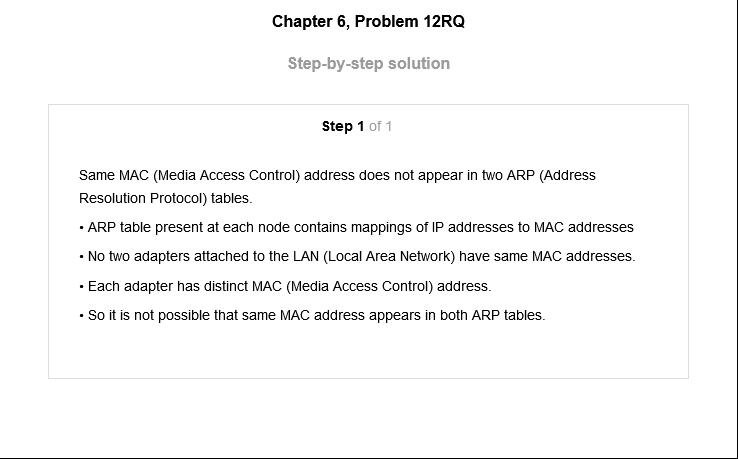 Chapter 6, Problem 12RQ
Step-by-step solution
Step 1 of 1
Same MAC (Media Access Control) address does not appear in two ARP (Address
Resolution Protocol) tables.
• ARP table present at each node contains mappings of IP addresses to MAC addresses
• No two adapters attached to the LAN (Local Area Network) have same MAC addresses.
• Each adapter has distinct MAC (Media Access Control) address.
• So it is not possible that same MAC address appears in both ARP tables.